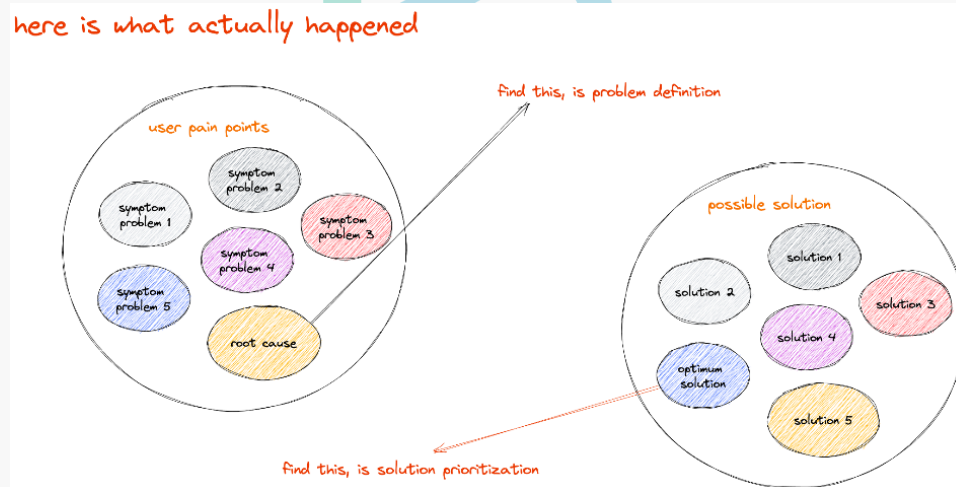 here is what actually happened
find this, is problem definition
user pain points
symptom
problem 2
symptom
problem 1
symptom
problem 3
symptom
problem 4
symptom
problem 5
root cause
possible solution
solution 1
solution 2
solution 3
solution 4
optimum
solution
solution 5
find this, is solution prioritization